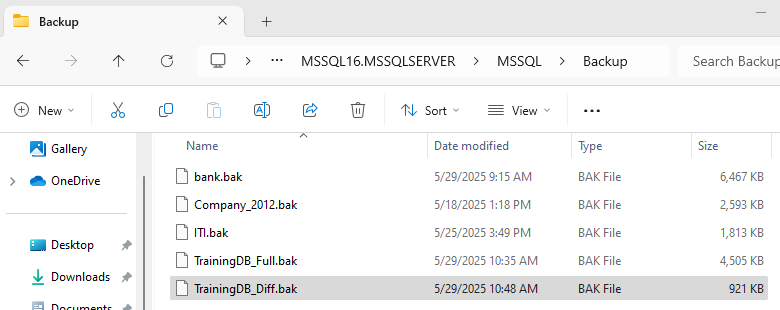 Backup
MSSQL16.MSSQLSERVER > MSSQL > Backup Search Backup
New Sort View
Gallery
OneDrive
Desktop
Downloads
Documents
Name Date modified Type Size
bank.bak 5/29/2025 9:15 AM BAK File 6,467 KB
Company_2012.bak 5/18/2025 1:18 PM BAK File 2,593 KB
ITI.bak 5/25/2025 3:49 PM BAK File 1,813 KB
TrainingDB_Full.bak 5/29/2025 10:35 AM BAK File 4,505 KB
TrainingDB_Diff.bak 5/29/2025 10:48 AM BAK File 921 KB